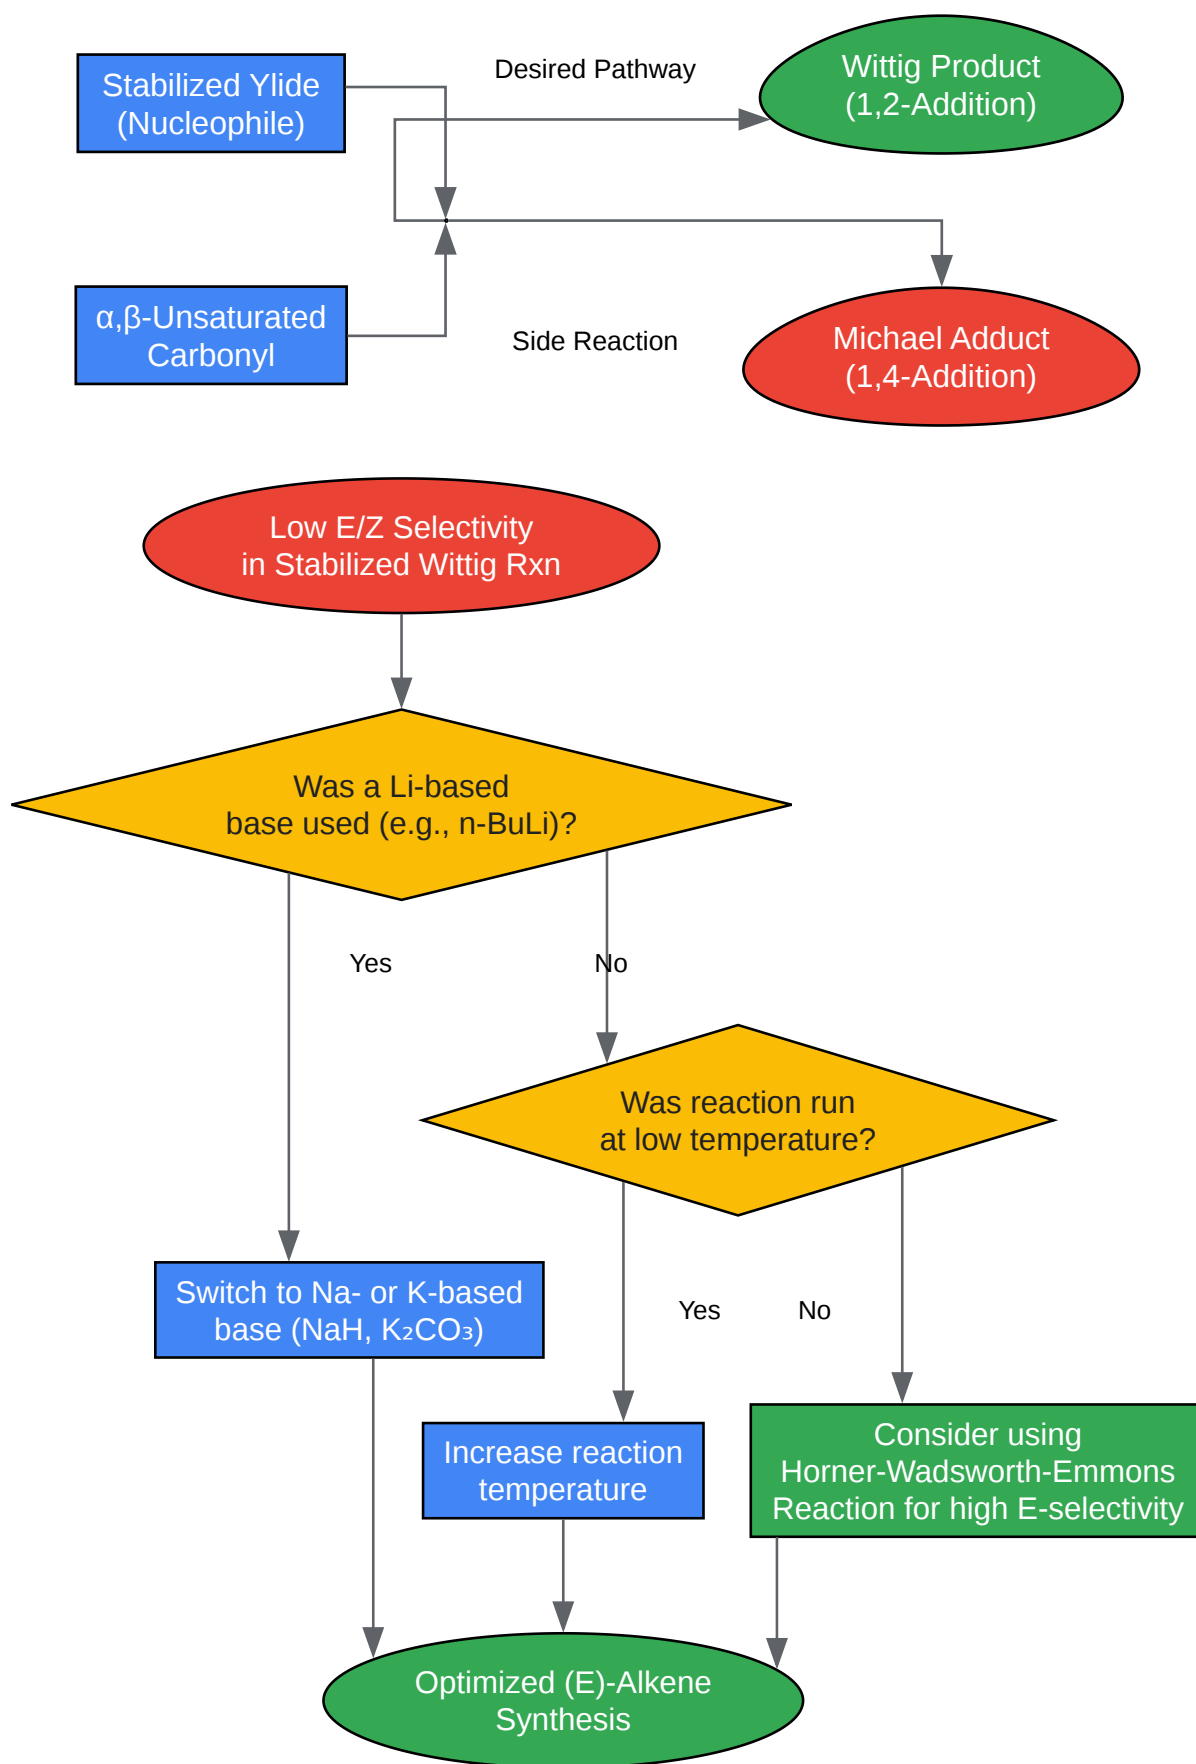 Stabilized Ylide
(Nucleophile)
Desired Pathway
Wittig Product
(1,2-Addition)
α,β-Unsaturated
Carbonyl
Side Reaction
Michael Adduct
(1,4-Addition)
Low E/Z Selectivity
in Stabilized Wittig Rxn
Was a Li-based
base used (e.g., n-BuLi)?
Yes
No
Was reaction run
at low temperature?
Switch to Na- or K-based
base (NaH, K₂CO₃)
Yes
No
Increase reaction
temperature
Consider using
Horner-Wadsworth-Emmons
Reaction for high E-selectivity
Optimized (E)-Alkene
Synthesis